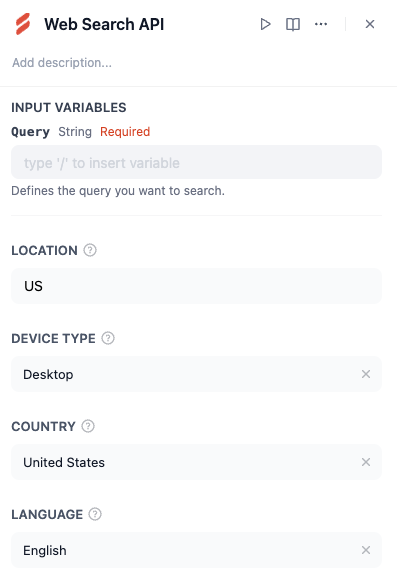 Web Search API
Add description...
INPUT VARIABLES
Query String Required
type '/' to insert variable
Defines the query you want to search.
LOCATION
US
DEVICE TYPE
Desktop
COUNTRY
United States
LANGUAGE
English